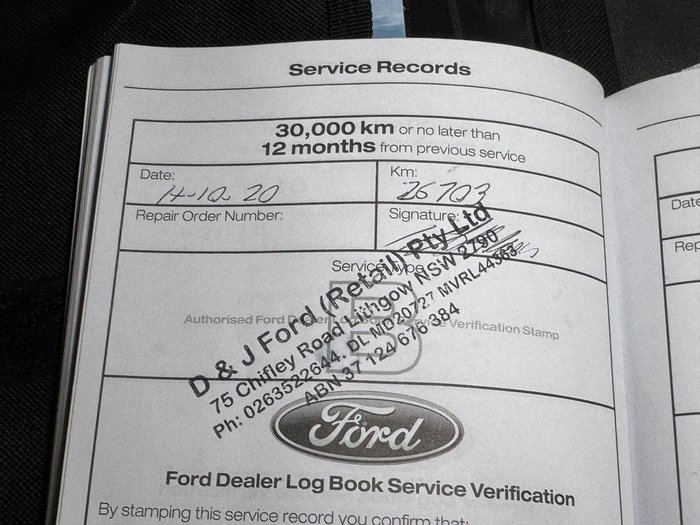 Service Records
30,000 km or no later than
12 months from previous service
Date:
14-10-20
Km:
26703
Repair Order Number:
Signature:
Service Type
B
Authorised Ford Dealer Service Verification Stamp
D & J Ford (Retail) Pty Ltd
75 Chifley Road Lithgow NSW 2790
Ph: 0263522644. DL MD20727 MVRL44563
ABN 37 124 676 384
Ford
Ford Dealer Log Book Service Verification
By stamping this service record you confirm that:
Date
Rep